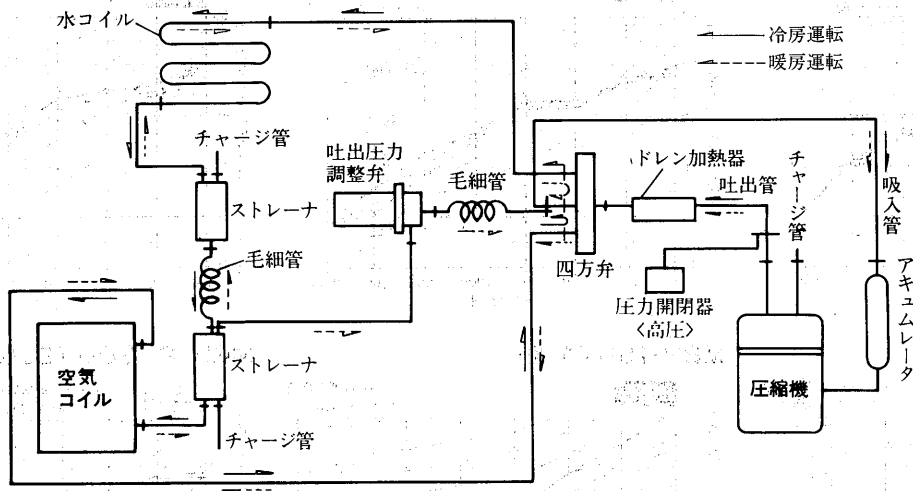 水コイル
冷房運転
暖房運転
チャージ管
吐出圧力
調整弁
毛細管
ドレン加熱器
吐出管
チャージ管
吸入管
ストレーナ
四方弁
毛細管
圧力開閉器
〈高圧〉
アキュムレータ
空気
コイル
ストレーナ
圧縮機
チャージ管